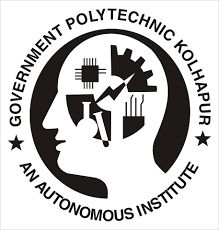 GOVERNMENT POLYTECHNIC KOLHAPUR
AN AUTONOMOUS INSTITUTE